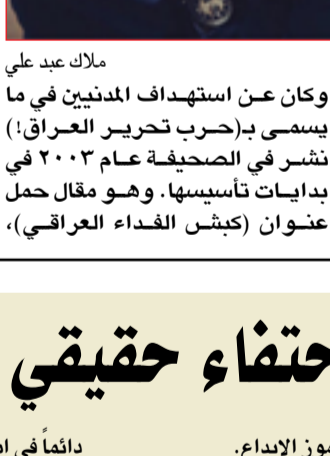 ملاك عبد علي
وكان عن استهداف المدنيين في ما
يسمى بـ(حرب تحرير العراق!)
نشر في الصحيفة عام ٢٠٠٣ في
بدايات تأسيسها. وهو مقال حمل
عنوان (كبش الفداء العراقي)،
حتفاء حقيقي
الإبداع.
دائماً في